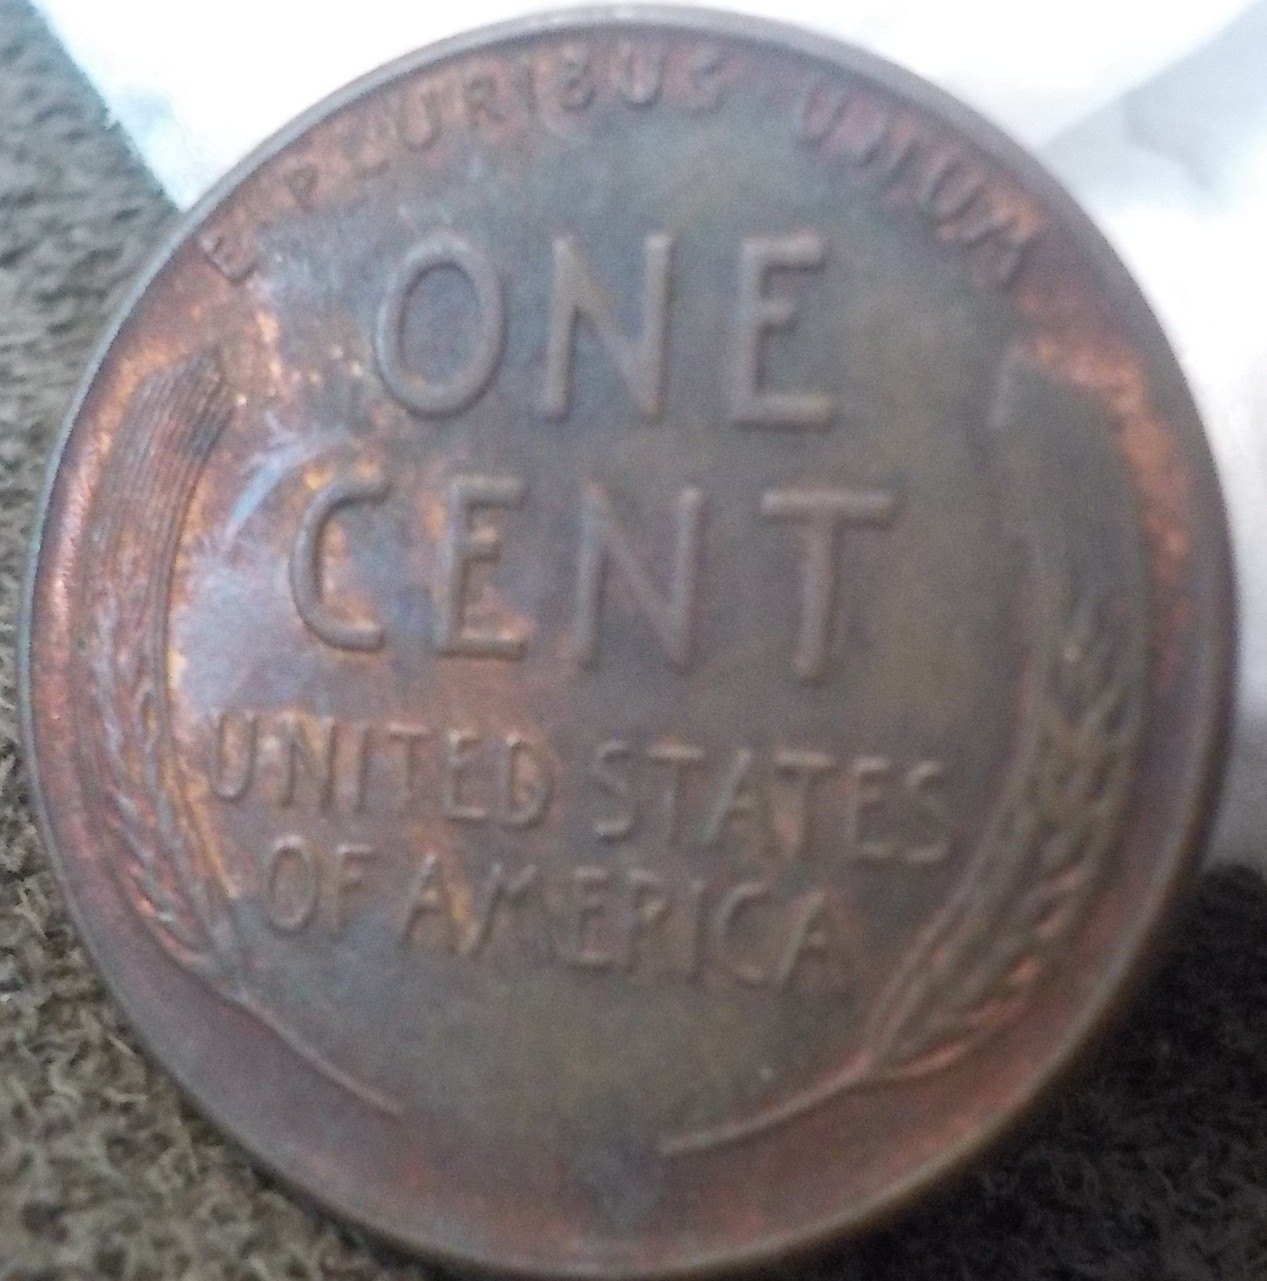 E PLURIBUS UNUM
ONE
CENT
UNITED STATES
OF AMERICA